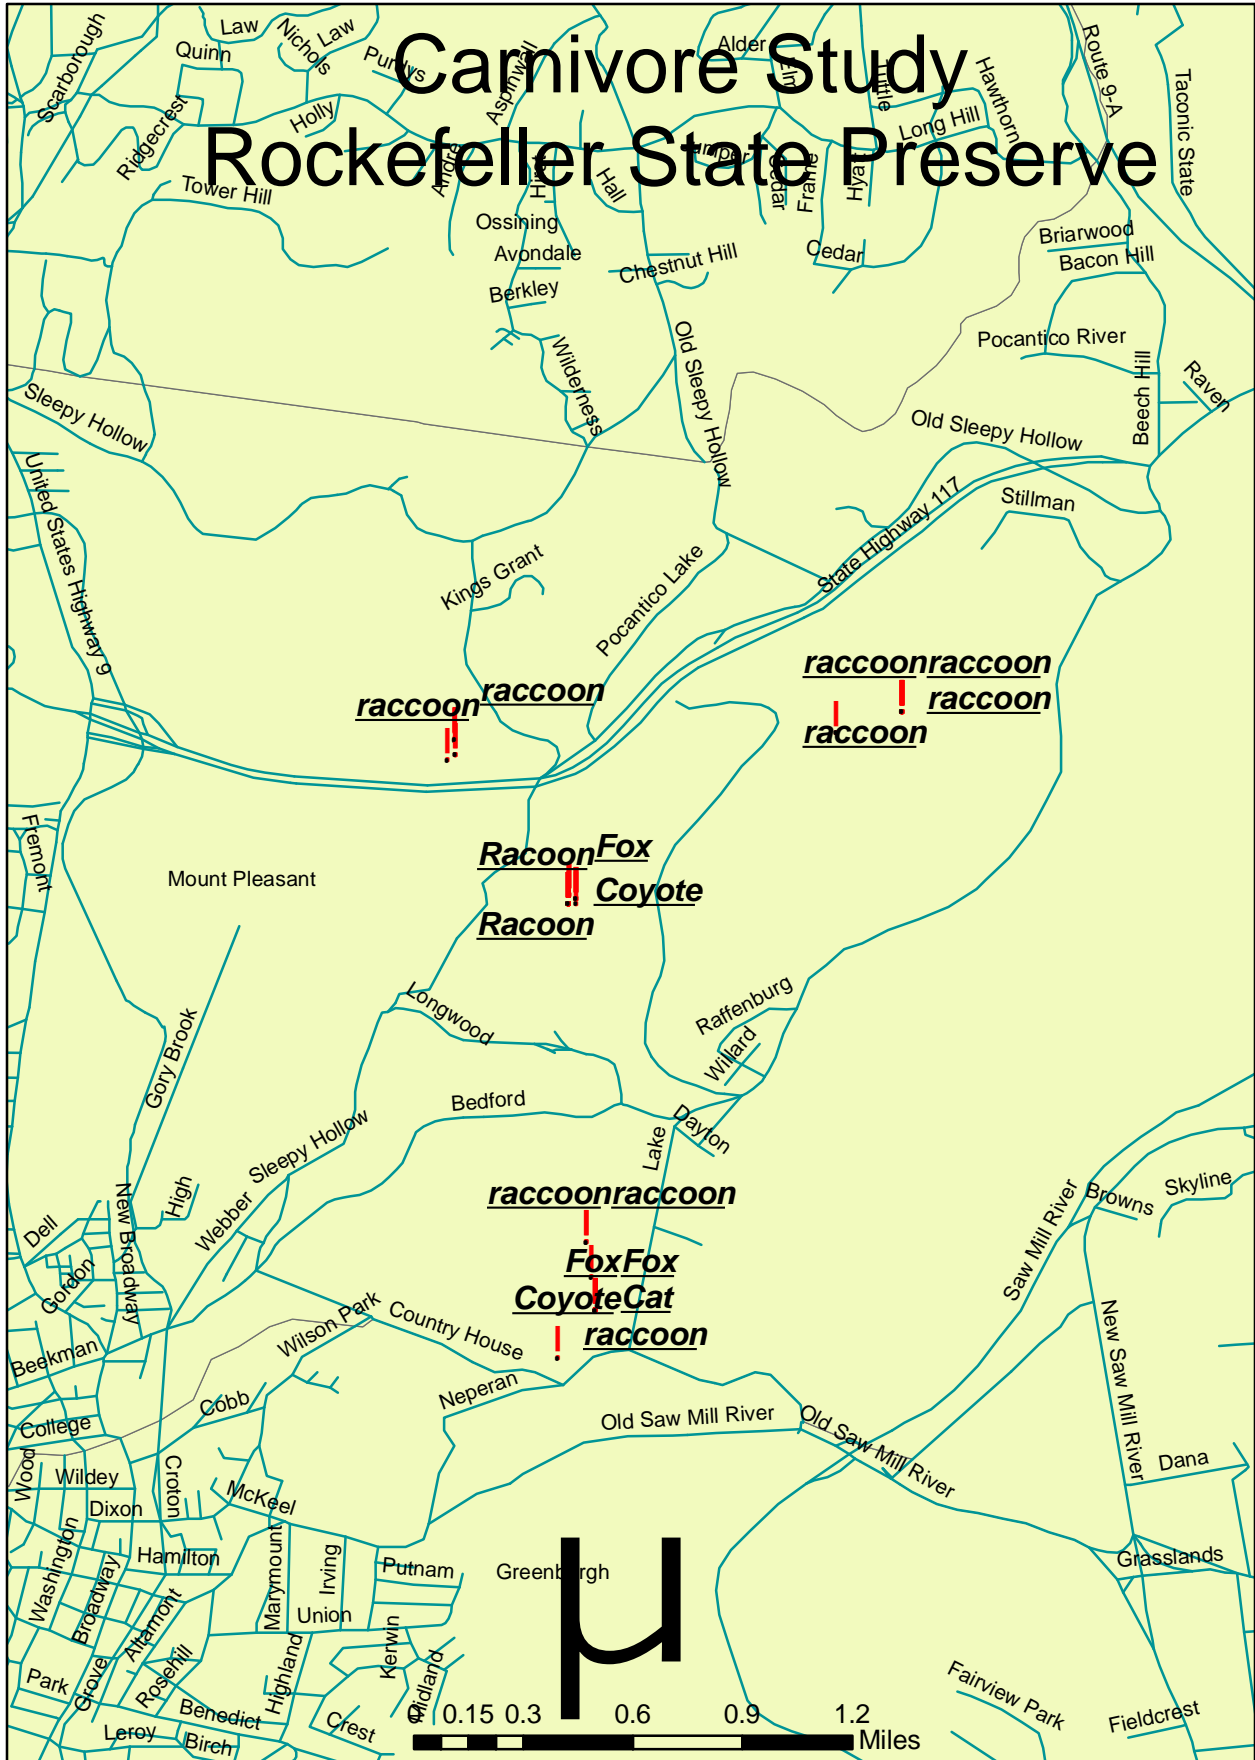 Carnivore Study
Rockefeller State Preserve
Scarborough
Law
Quinn
Nichols
Law
Purdys
Aspinwall
Alder
Elm
Tuttle
Hawthorn
Route 9-A
Taconic State
Ridgecrest
Holly
Long Hill
Juniper
Andre
Hirst
Hall
Cedar
Frame
Hyatt
Tower Hill
Ossining
Avondale
Chestnut Hill
Cedar
Briarwood
Bacon Hill
Berkley
Wilderness
Old Sleepy Hollow
Pocantico River
Beech Hill
Raven
Sleepy Hollow
Old Sleepy Hollow
United States Highway 9
State Highway 117
Stillman
Kings Grant
Pocantico Lake
raccoon
raccoon
raccoon
raccoon
raccoon
raccoon
Fremont
Mount Pleasant
Racoon
Fox
Coyote
Racoon
Longwood
Raffenburg
Willard
Gory Brook
Bedford
Dayton
Lake
Sleepy Hollow
High
Webber
New Broadway
Dell
Gordon
raccoon
raccoon
Fox
Fox
Coyote
Cat
raccoon
Saw Mill River
Browns
Skyline
Beekman
Wilson Park
Country House
Neperan
New Saw Mill River
Cobb
College
Old Saw Mill River
Old Saw Mill River
Dana
Wood
Wildey
Dixon
Croton
McKeel
Washington
Broadway
Hamilton
Marymount
Irving
Putnam
Greenburgh
Grasslands
Union
Altamont
Kerwin
Midland
Park
Grove
Rosehill
Highland
Benedict
Crest
Leroy
Birch
Fairview Park
Fieldcrest
µ
0 0.15 0.3 0.6 0.9 1.2
Miles